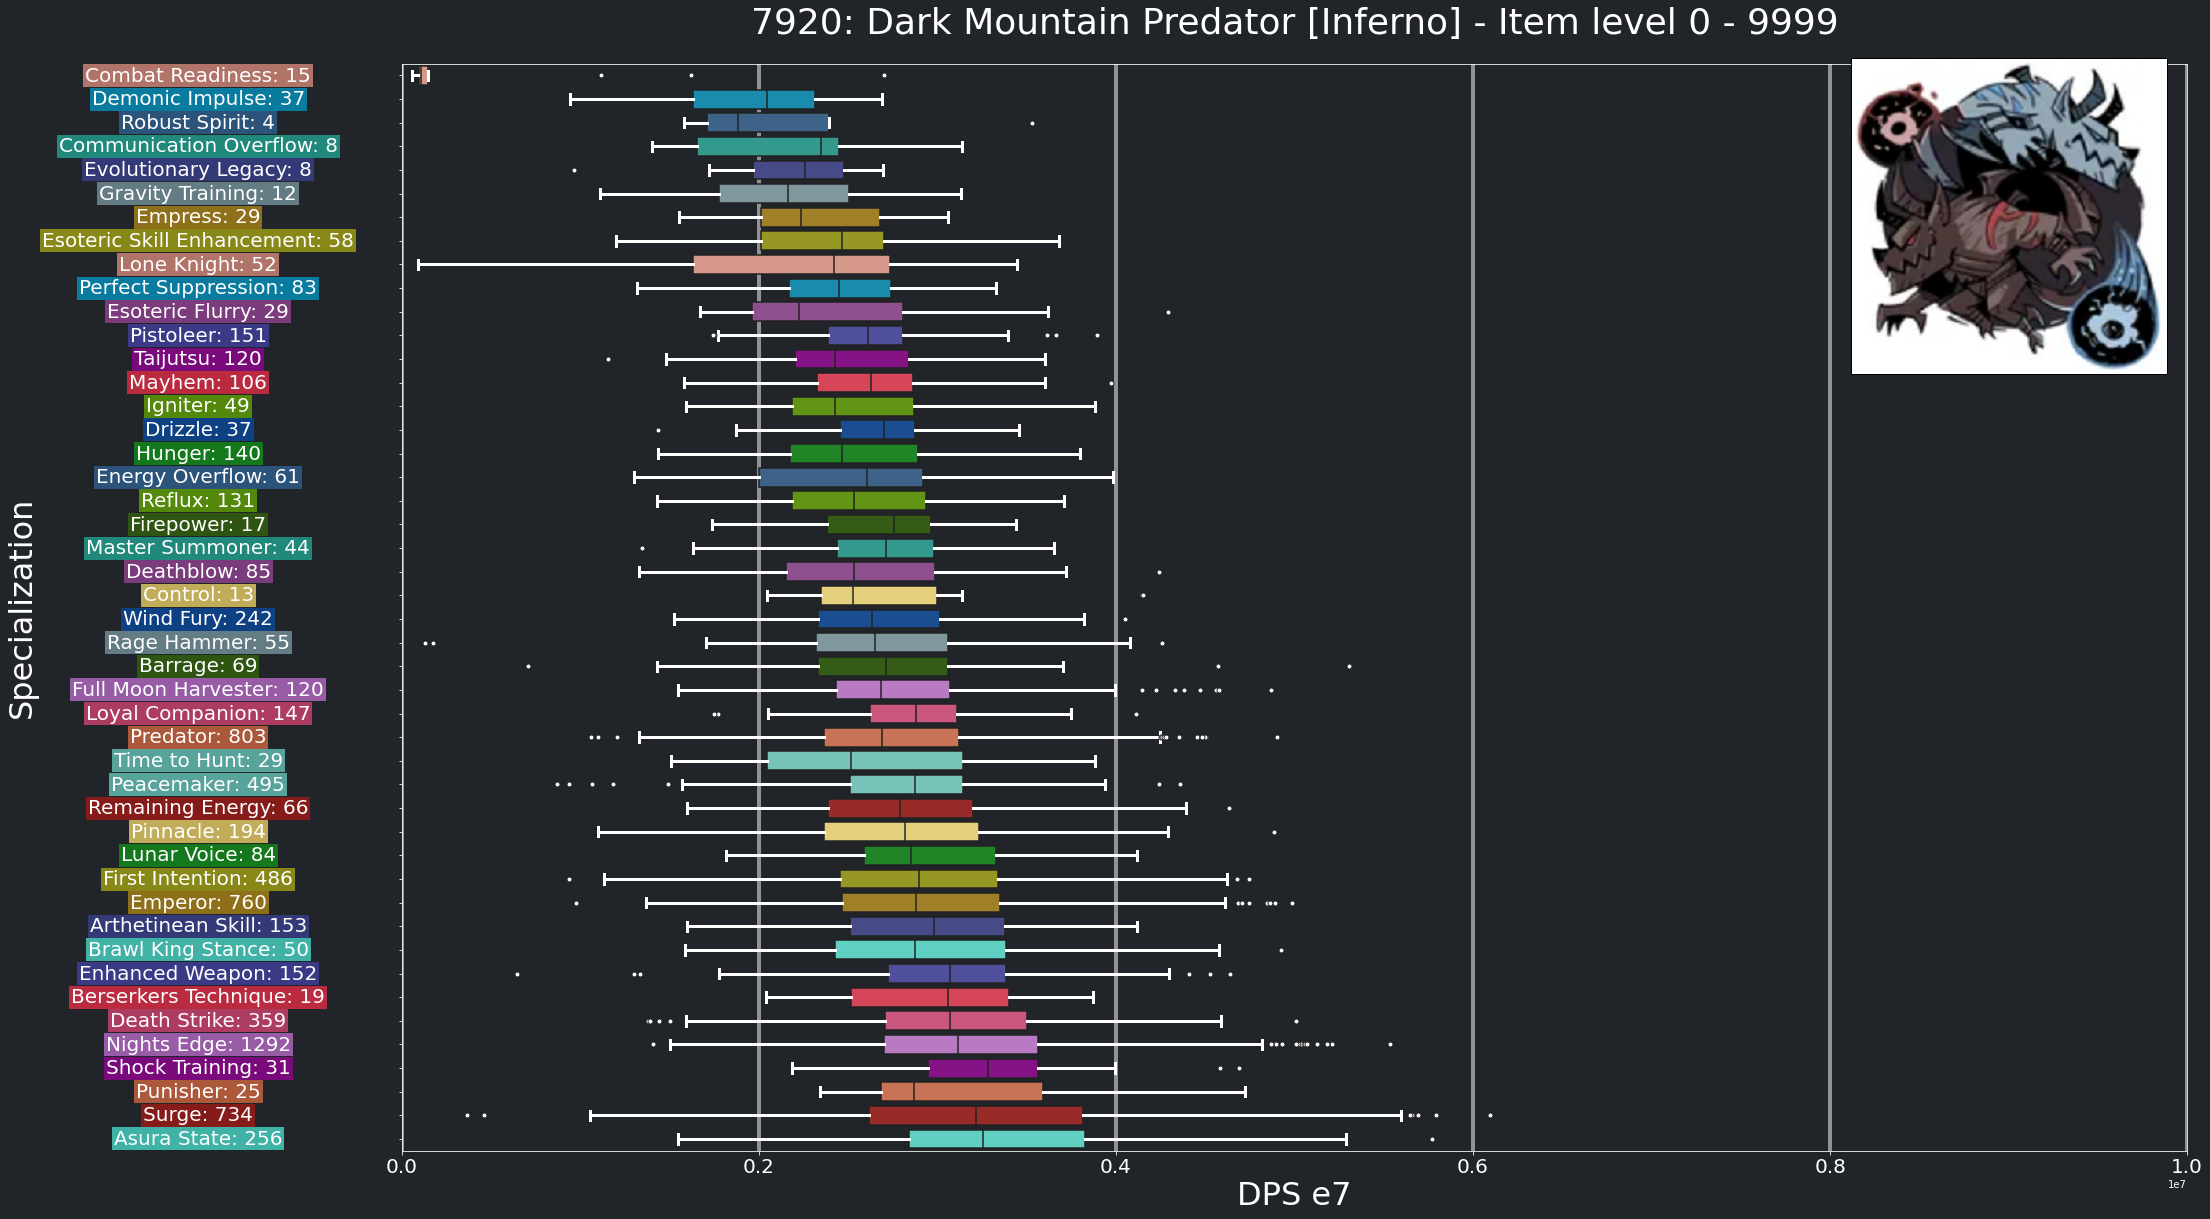 7920: Dark Mountain Predator [Inferno] - Item level 0 - 9999
Combat Readiness: 15
Demonic Impulse: 37
Robust Spirit: 4
Communication Overflow: 8
Evolutionary Legacy: 8
Gravity Training: 12
Empress: 29
Esoteric Skill Enhancement: 58
Lone Knight: 52
Perfect Suppression: 83
Esoteric Flurry: 29
Pistoleer: 151
Taijutsu: 120
Mayhem: 106
Igniter: 49
Drizzle: 37
Hunger: 140
Energy Overflow: 61
Reflux: 131
Firepower: 17
Master Summoner: 44
Deathblow: 85
Control: 13
Wind Fury: 242
Rage Hammer: 55
Barrage: 69
Full Moon Harvester: 120
Loyal Companion: 147
Predator: 803
Time to Hunt: 29
Peacemaker: 495
Remaining Energy: 66
Pinnacle: 194
Lunar Voice: 84
First Intention: 486
Emperor: 760
Arthetinean Skill: 153
Brawl King Stance: 50
Enhanced Weapon: 152
Berserkers Technique: 19
Death Strike: 359
Nights Edge: 1292
Shock Training: 31
Punisher: 25
Surge: 734
Asura State: 256
Specialization
0.0 0.2 0.4 0.6 0.8 1.0
1e7
DPS e7